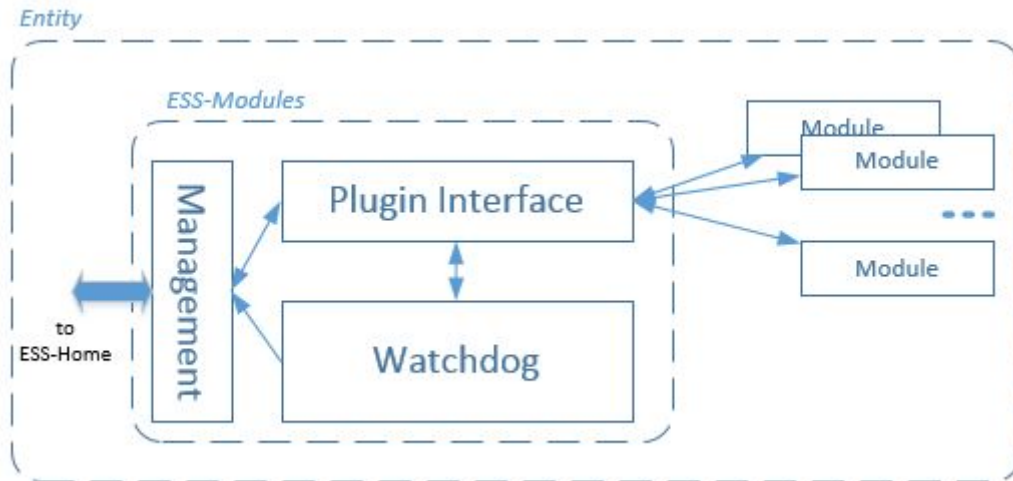 Entity
ESS-Modules
Module
Module
Management
Plugin Interface
Module
to
ESS-Home
Watchdog